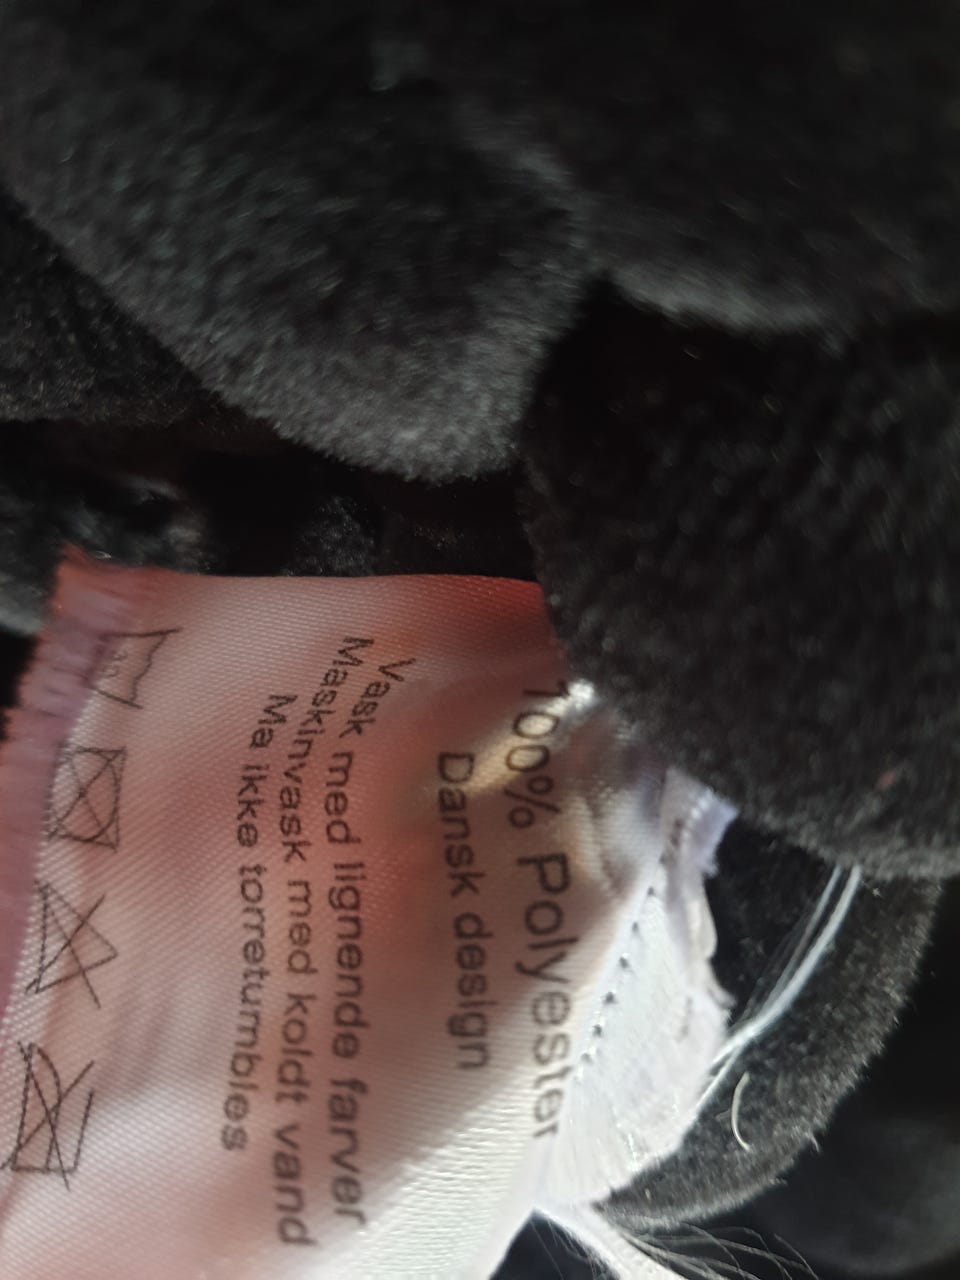 100% Polyester
Dansk design
Vask med lignende farver
Maskinvask med koldt vand
Ma ikke torretumbles